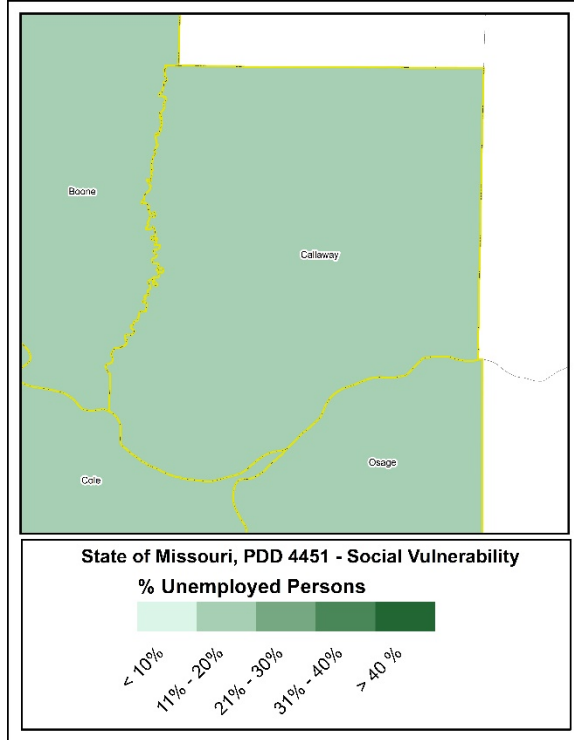 Boone
Callaway
Osage
Cole
State of Missouri, PDD 4451 - Social Vulnerability
% Unemployed Persons
< 10%
11% - 20%
21% - 30%
31% - 40%
> 40 %